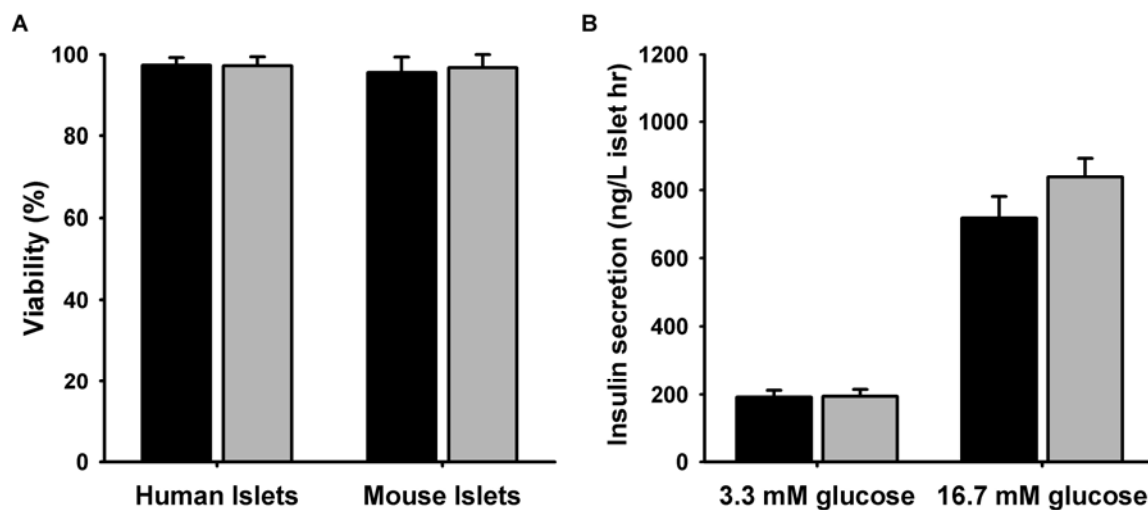 A
Viability (%)
100
80
60
40
20
0
Human Islets
Mouse Islets
B
Insulin secretion (ng/L islet hr)
1200
1000
800
600
400
200
0
3.3 mM glucose
16.7 mM glucose